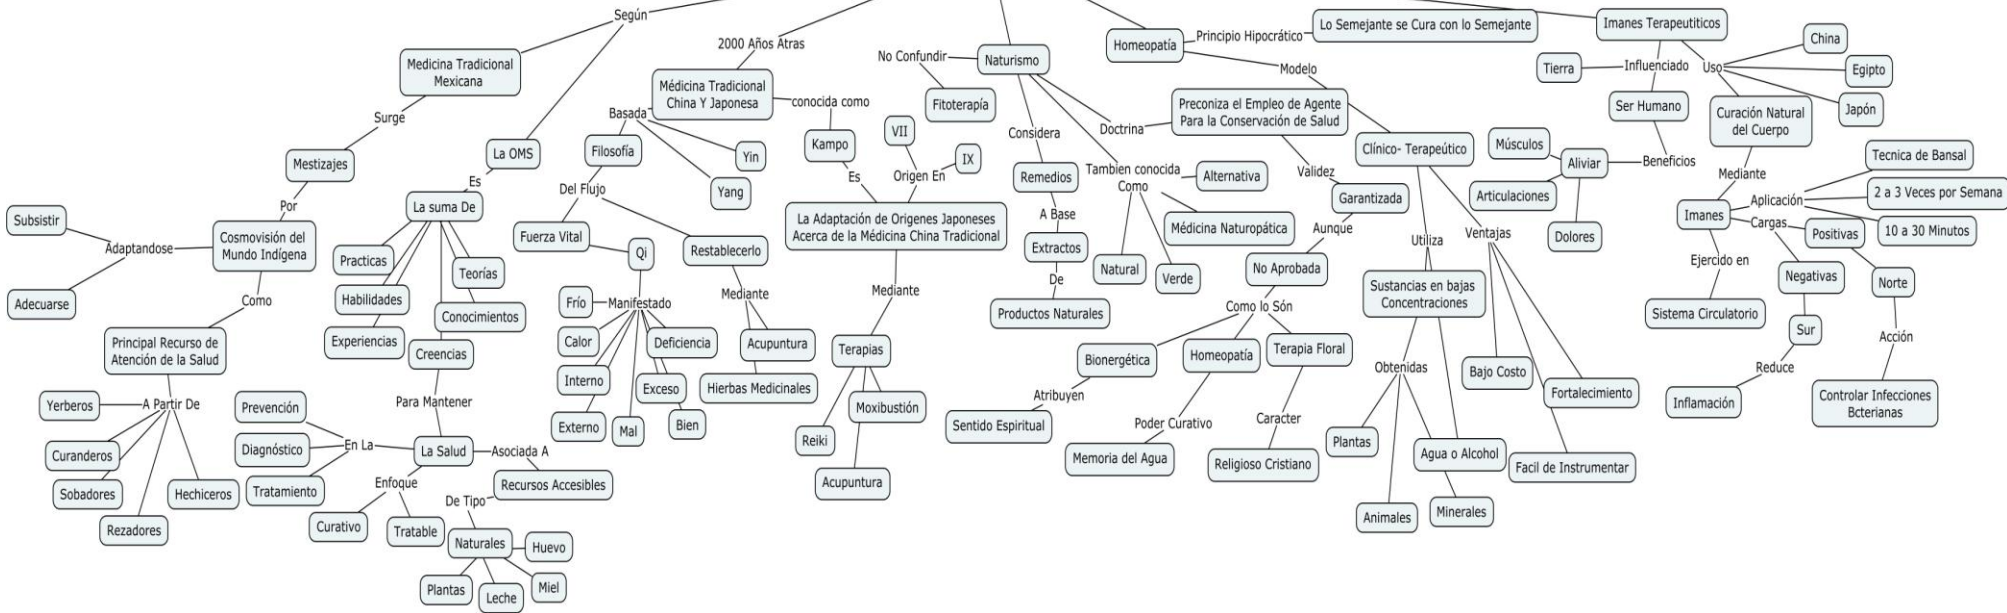 Según
Medicina Tradicional
Mexicana
Surge
Mestizajes
Por
Cosmovisión del
Mundo Indígena
Adaptandose
Subsistir
Adecuarse
Como
Principal Recurso de
Atención de la Salud
A Partir De
Yerberos
Curanderos
Sobadores
Rezadores
Hechiceros
La OMS
Es
La suma De
Practicas
Habilidades
Experiencias
Teorías
Conocimientos
Creencias
Para Mantener
La Salud
En La
Prevención
Diagnóstico
Tratamiento
Enfoque
Curativo
Tratable
Asociada A
Recursos Accesibles
De Tipo
Naturales
Plantas
Leche
Miel
Huevo
2000 Años Atras
Médicina Tradicional
China Y Japonesa
Basada
Filosofía
Yin
Yang
Del Flujo
Fuerza Vital
Qi
Manifestado
Frío
Calor
Interno
Externo
Mal
Bien
Exceso
Deficiencia
Restablecerlo
Mediante
Acupuntura
Hierbas Medicinales
conocida como
Kampo
Es
La Adaptación de Origenes Japoneses
Acerca de la Médicina China Tradicional
Origen En
VII
IX
Mediante
Terapias
Reiki
Moxibustión
Acupuntura
Naturismo
No Confundir
Fitoterapía
Considera
Remedios
A Base
Extractos
De
Productos Naturales
Tambien conocida
Como
Alternativa
Médicina Naturopática
Verde
Natural
Doctrina
Preconiza el Empleo de Agente
Para la Conservación de Salud
Validez
Garantizada
Aunque
No Aprobada
Como lo Són
Bionergética
Atribuyen
Sentido Espiritual
Homeopatía
Poder Curativo
Memoria del Agua
Terapia Floral
Caracter
Religioso Cristiano
Homeopatía
Principio Hipocrático
Lo Semejante se Cura con lo Semejante
Modelo
Clínico- Terapeútico
Utiliza
Sustancias en bajas
Concentraciones
Obtenidas
Plantas
Animales
Minerales
Agua o Alcohol
Ventajas
Bajo Costo
Fortalecimiento
Facil de Instrumentar
Imanes Terapeutiticos
Influenciado
Tierra
Ser Humano
Beneficios
Aliviar
Músculos
Articulaciones
Dolores
Uso
China
Egipto
Japón
Curación Natural
del Cuerpo
Mediante
Imanes
Aplicación
Tecnica de Bansal
2 a 3 Veces por Semana
10 a 30 Minutos
Cargas
Positivas
Norte
Acción
Controlar Infecciones
Bcterianas
Negativas
Sur
Reduce
Inflamación
Ejercido en
Sistema Circulatorio